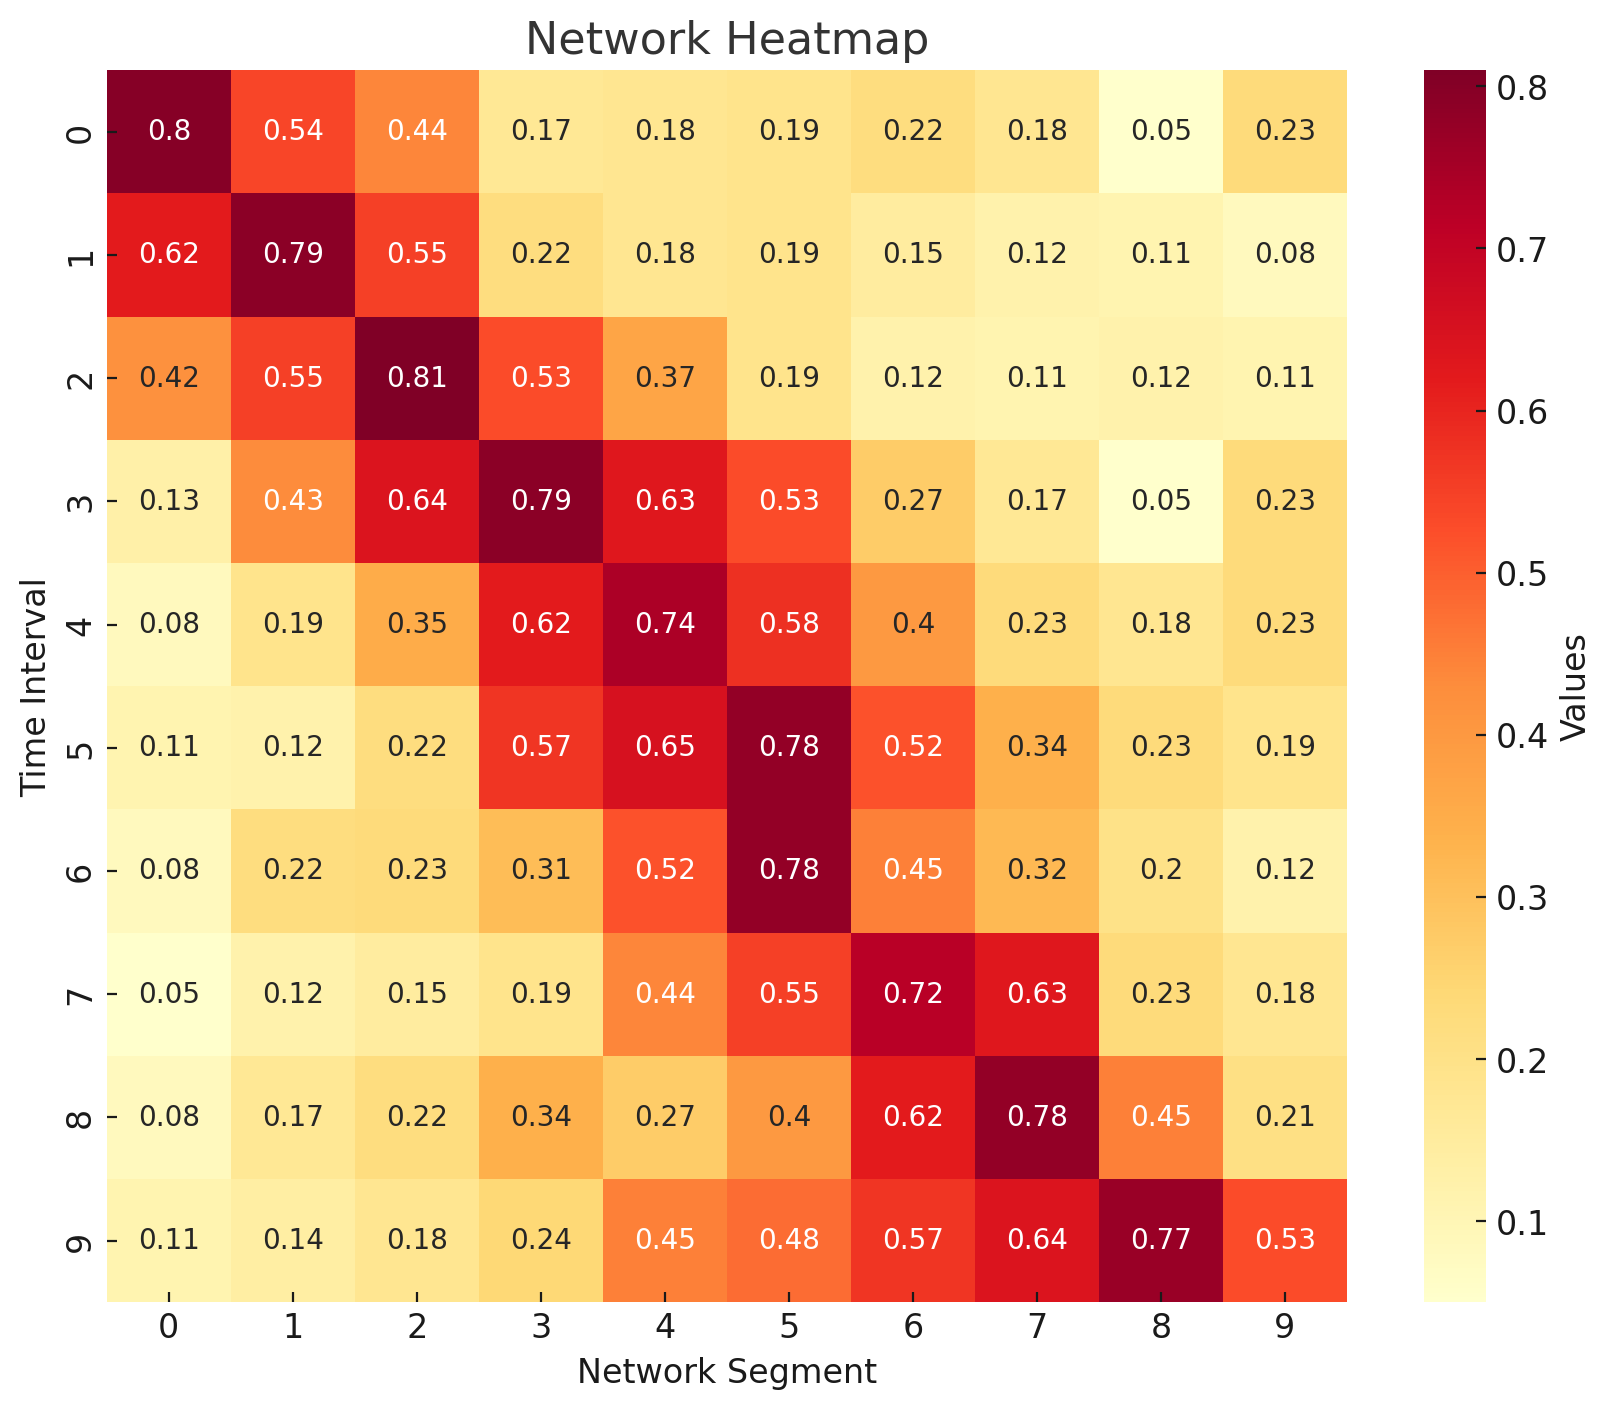 Network Heatmap
0 0.8 0.54 0.44 0.17 0.18 0.19 0.22 0.18 0.05 0.23
1 0.62 0.79 0.55 0.22 0.18 0.19 0.15 0.12 0.11 0.08
2 0.42 0.55 0.81 0.53 0.37 0.19 0.12 0.11 0.12 0.11
3 0.13 0.43 0.64 0.79 0.63 0.53 0.27 0.17 0.05 0.23
4 0.08 0.19 0.35 0.62 0.74 0.58 0.4 0.23 0.18 0.23
5 0.11 0.12 0.22 0.57 0.65 0.78 0.52 0.34 0.23 0.19
6 0.08 0.22 0.23 0.31 0.52 0.78 0.45 0.32 0.2 0.12
7 0.05 0.12 0.15 0.19 0.44 0.55 0.72 0.63 0.23 0.18
8 0.08 0.17 0.22 0.34 0.27 0.4 0.62 0.78 0.45 0.21
9 0.11 0.14 0.18 0.24 0.45 0.48 0.57 0.64 0.77 0.53
0 1 2 3 4 5 6 7 8 9
Network Segment
Time Interval
0.8
0.7
0.6
0.5
0.4
0.3
0.2
0.1
Values